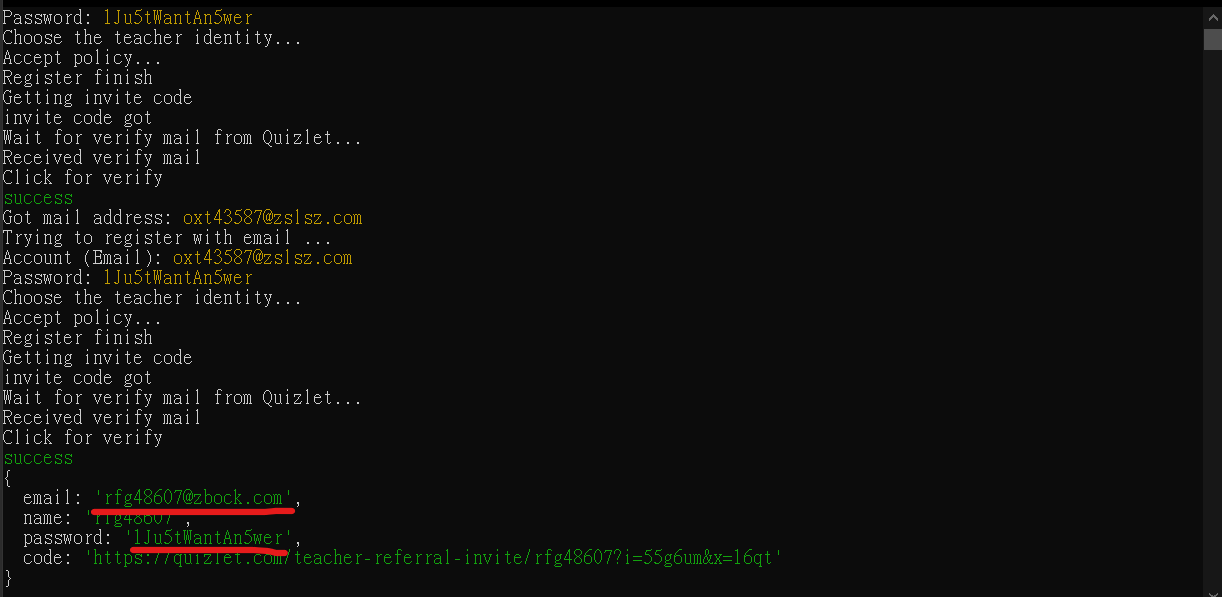 Password: 1Ju5tWantAn5wer
Choose the teacher identity...
Accept policy...
Register finish
Getting invite code
invite code got
Wait for verify mail from Quizlet...
Received verify mail
Click for verify
success
Got mail address: oxt43587@zslsz.com
Trying to register with email ...
Account (Email): oxt43587@zslsz.com
Password: 1Ju5tWantAn5wer
Choose the teacher identity...
Accept policy...
Register finish
Getting invite code
invite code got
Wait for verify mail from Quizlet...
Received verify mail
Click for verify
success
{
  email: 'rfg48607@zbock.com',
  name: 'rfg48607',
  password: '1Ju5tWantAn5wer',
  code: 'https://quizlet.com/teacher-referral-invite/rfg48607?i=55g6um&x=16qt'
}